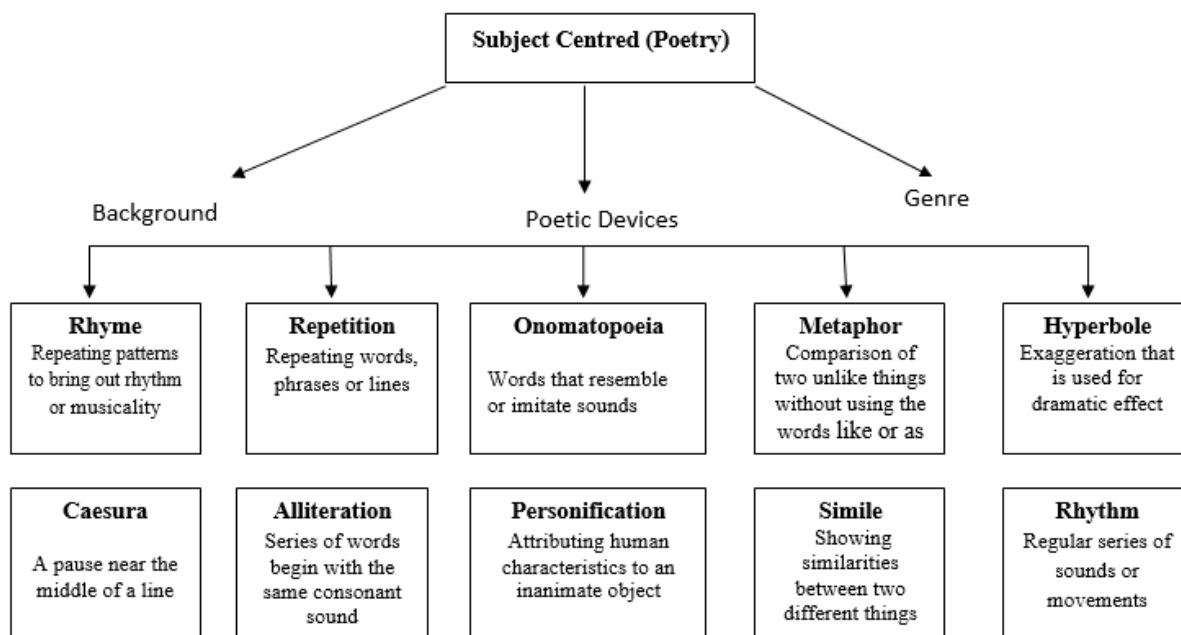 Subject Centred (Poetry)
Background
Poetic Devices
Genre
Rhyme
Repeating patterns
to bring out rhythm
or musicality
Repetition
Repeating words,
phrases or lines
Onomatopoeia
Words that resemble
or imitate sounds
Metaphor
Comparison of
two unlike things
without using the
words like or as
Hyperbole
Exaggeration that
is used for
dramatic effect
Caesura
A pause near the
middle of a line
Alliteration
Series of words
begin with the
same consonant
sound
Personification
Attributing human
characteristics to an
inanimate object
Simile
Showing
similarities
between two
different things
Rhythm
Regular series of
sounds or
movements